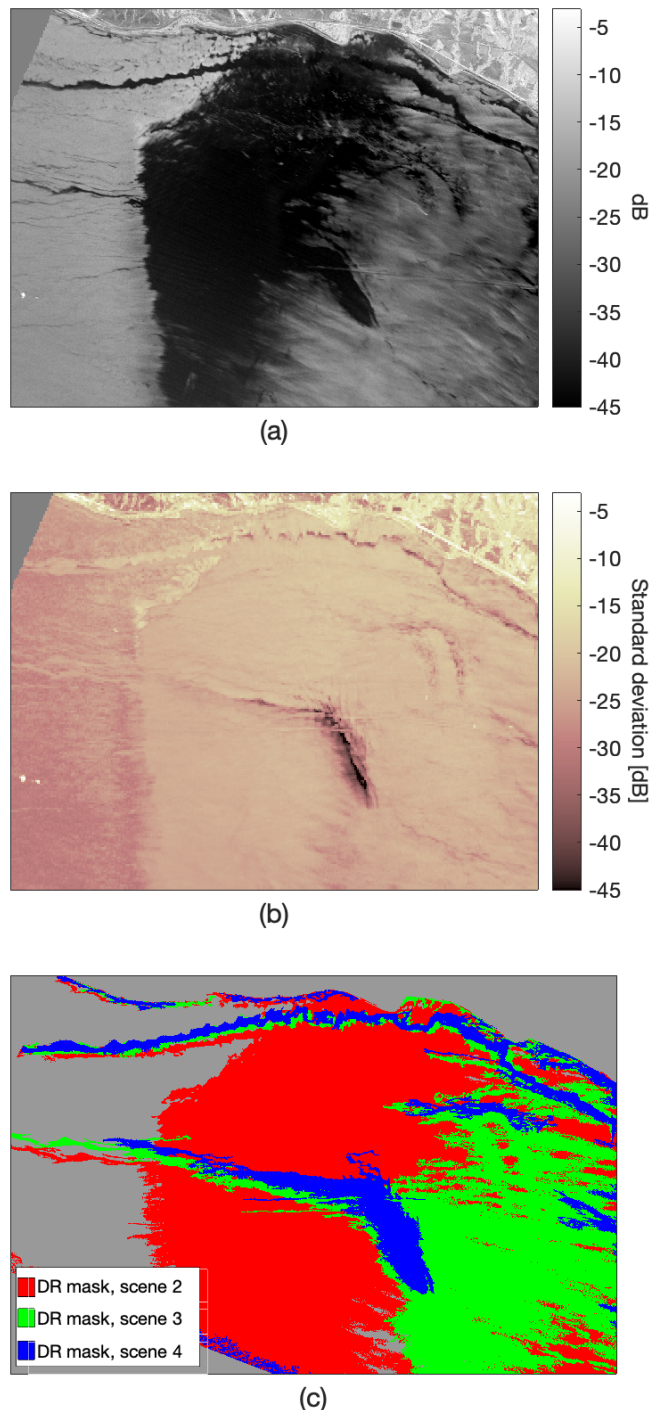 -5
-10
-15
-20
-25
-30
-35
-40
-45
dB
(a)
-5
-10
-15
-20
-25
-30
-35
-40
-45
Standard deviation [dB]
(b)
DR mask, scene 2
DR mask, scene 3
DR mask, scene 4
(c)